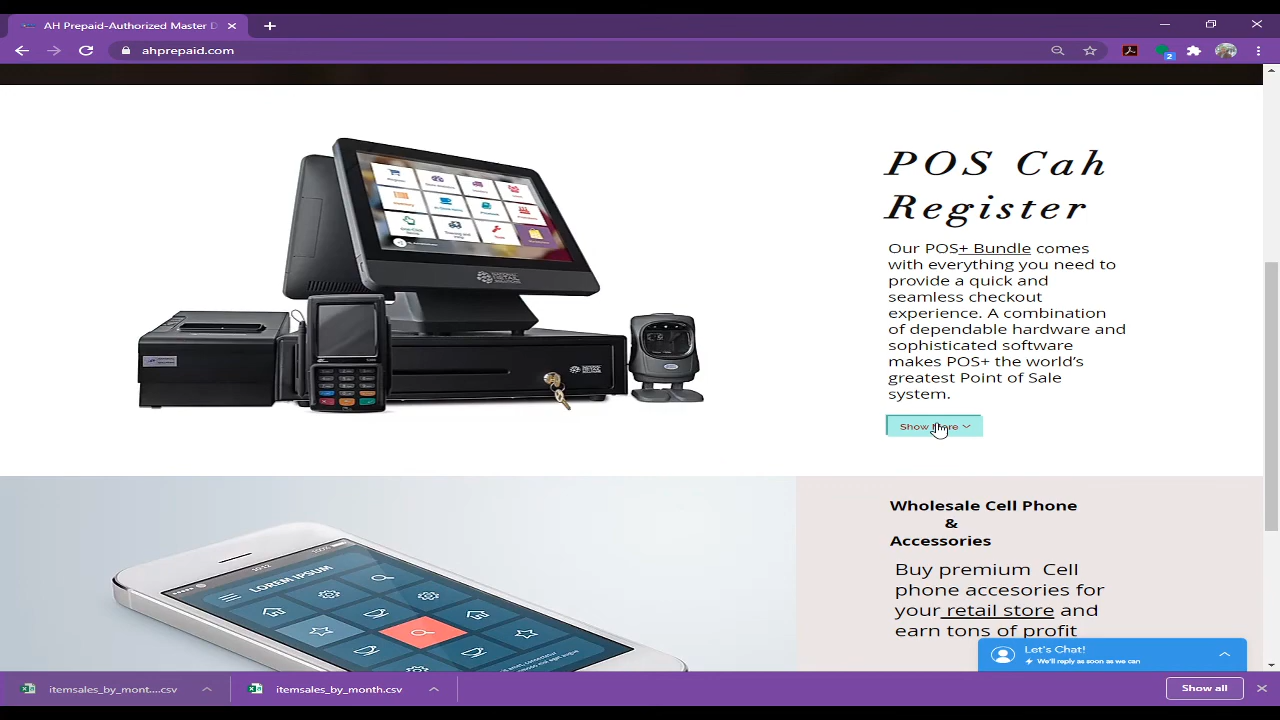 AH Prepaid-Authorized Master D
ahprepaid.com
2
POS Cah
Register
Our POS+ Bundle comes
with everything you need to
provide a quick and
seamless checkout
experience. A combination
of dependable hardware and
sophisticated software
makes POS+ the world's
greatest Point of Sale
system.
Show More
Wholesale Cell Phone
&
Accessories
Buy premium Cell
phone accesories for
your retail store and
earn tons of profit
LOREM IPSUM
Let's Chat!
We'll reply as soon as we can
itemsales_by_mont....csv
itemsales_by_month.csv
Show all